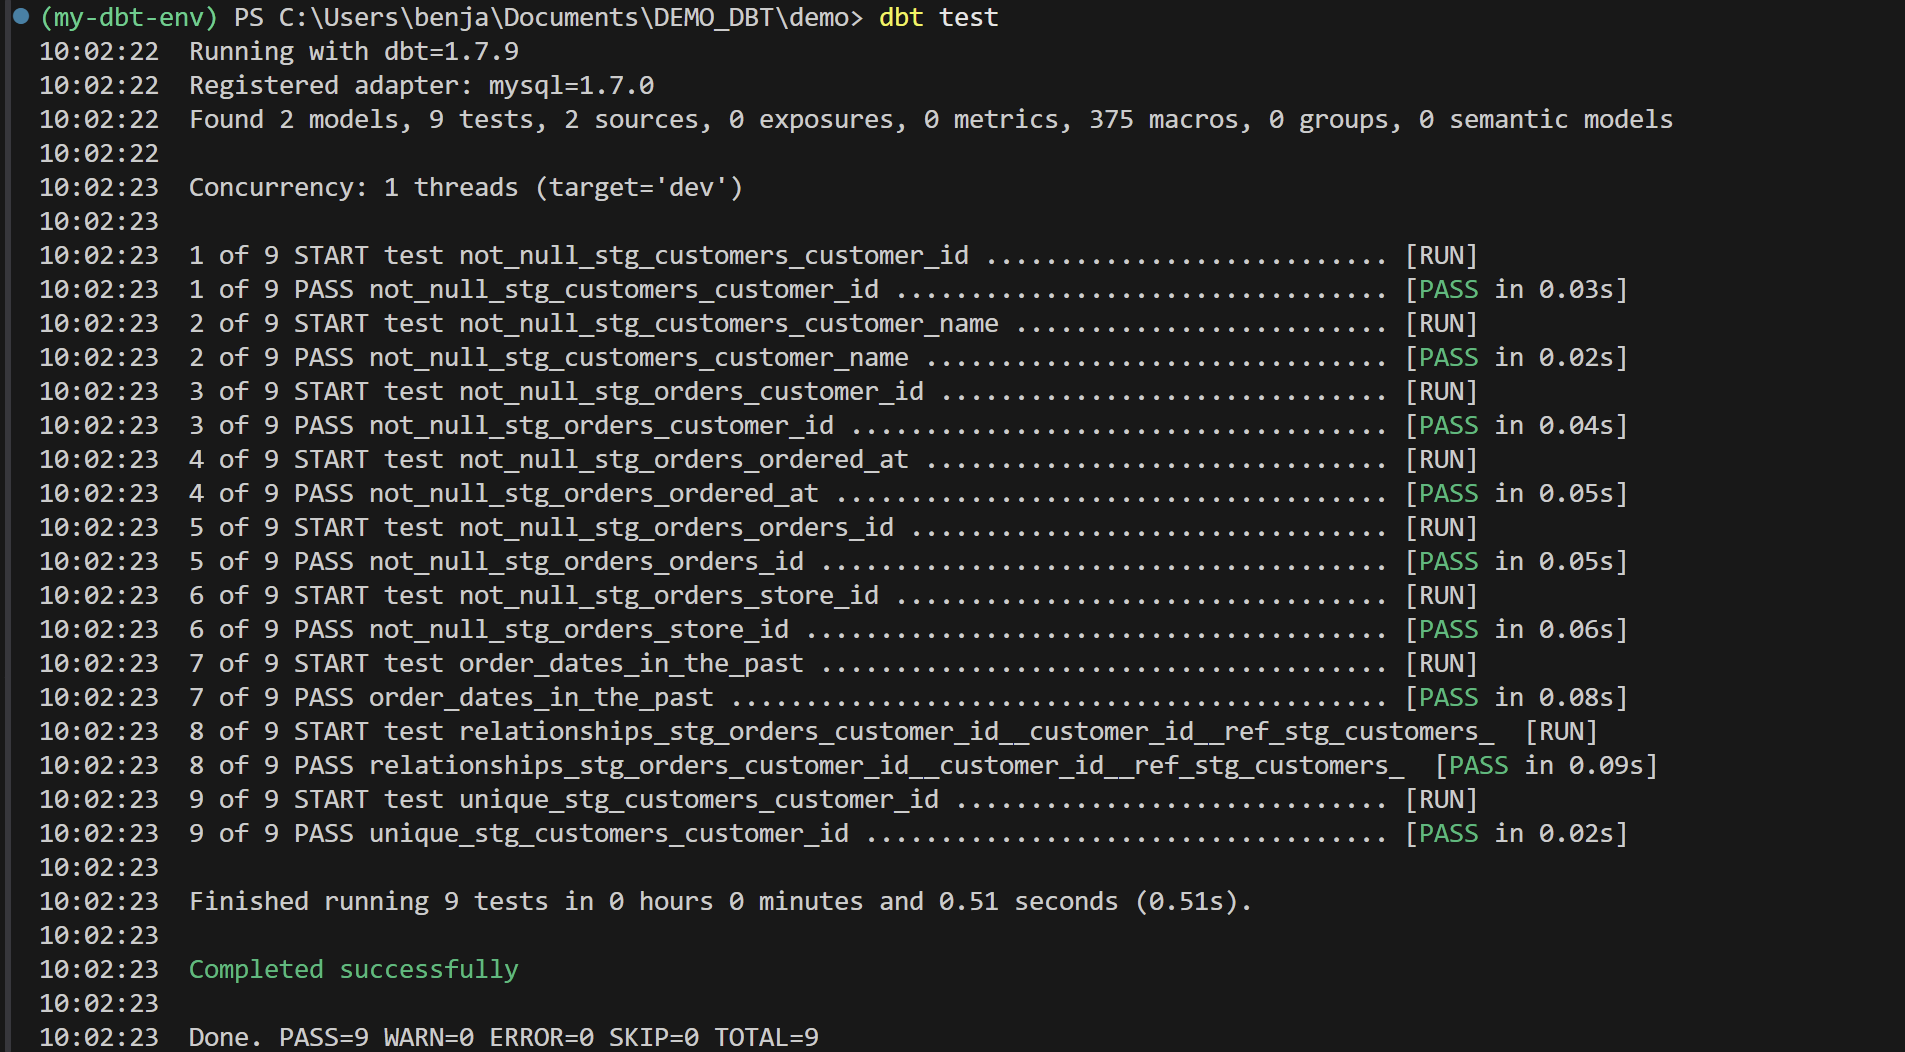 (my-dbt-env) PS C:\Users\benja\Documents\DEMO_DBT\demo> dbt test
10:02:22  Running with dbt=1.7.9
10:02:22  Registered adapter: mysql=1.7.0
10:02:22  Found 2 models, 9 tests, 2 sources, 0 exposures, 0 metrics, 375 macros, 0 groups, 0 semantic models
10:02:22
10:02:23  Concurrency: 1 threads (target='dev')
10:02:23
10:02:23  1 of 9 START test not_null_stg_customers_customer_id ........................... [RUN]
10:02:23  1 of 9 PASS not_null_stg_customers_customer_id ................................. [PASS in 0.03s]
10:02:23  2 of 9 START test not_null_stg_customers_customer_name ......................... [RUN]
10:02:23  2 of 9 PASS not_null_stg_customers_customer_name ............................... [PASS in 0.02s]
10:02:23  3 of 9 START test not_null_stg_orders_customer_id .............................. [RUN]
10:02:23  3 of 9 PASS not_null_stg_orders_customer_id .................................... [PASS in 0.04s]
10:02:23  4 of 9 START test not_null_stg_orders_ordered_at ............................... [RUN]
10:02:23  4 of 9 PASS not_null_stg_orders_ordered_at ..................................... [PASS in 0.05s]
10:02:23  5 of 9 START test not_null_stg_orders_orders_id ................................ [RUN]
10:02:23  5 of 9 PASS not_null_stg_orders_orders_id ...................................... [PASS in 0.05s]
10:02:23  6 of 9 START test not_null_stg_orders_store_id ................................. [RUN]
10:02:23  6 of 9 PASS not_null_stg_orders_store_id ....................................... [PASS in 0.06s]
10:02:23  7 of 9 START test order_dates_in_the_past ...................................... [RUN]
10:02:23  7 of 9 PASS order_dates_in_the_past ............................................ [PASS in 0.08s]
10:02:23  8 of 9 START test relationships_stg_orders_customer_id__customer_id__ref_stg_customers_  [RUN]
10:02:23  8 of 9 PASS relationships_stg_orders_customer_id__customer_id__ref_stg_customers_  [PASS in 0.09s]
10:02:23  9 of 9 START test unique_stg_customers_customer_id ............................. [RUN]
10:02:23  9 of 9 PASS unique_stg_customers_customer_id ................................... [PASS in 0.02s]
10:02:23
10:02:23  Finished running 9 tests in 0 hours 0 minutes and 0.51 seconds (0.51s).
10:02:23
10:02:23  Completed successfully
10:02:23
10:02:23  Done. PASS=9 WARN=0 ERROR=0 SKIP=0 TOTAL=9